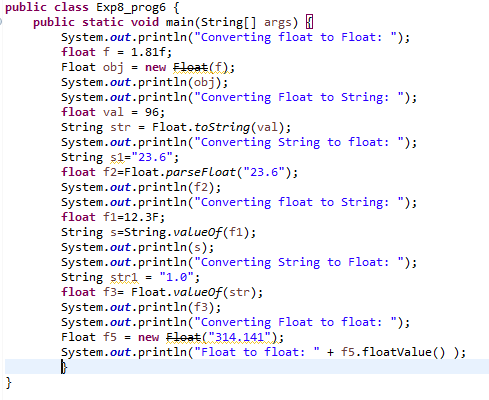 public class Exp8_prog6 {
public static void main(String[] args) {
System.out.println("Converting float to Float: ");
float f = 1.81f;
Float obj = new Float(f);
System.out.println(obj);
System.out.println("Converting Float to String: ");
float val = 96;
String str = Float.toString(val);
System.out.println("Converting String to float: ");
String s1="23.6";
float f2=Float.parseFloat("23.6");
System.out.println(f2);
System.out.println("Converting float to String: ");
float f1=12.3F;
String s=String.valueOf(f1);
System.out.println(s);
System.out.println("Converting String to Float: ");
String str1 = "1.0";
float f3= Float.valueOf(str);
System.out.println(f3);
System.out.println("Converting Float to float: ");
Float f5 = new Float("314.141");
System.out.println("Float to float: " + f5.floatValue() );
}
}